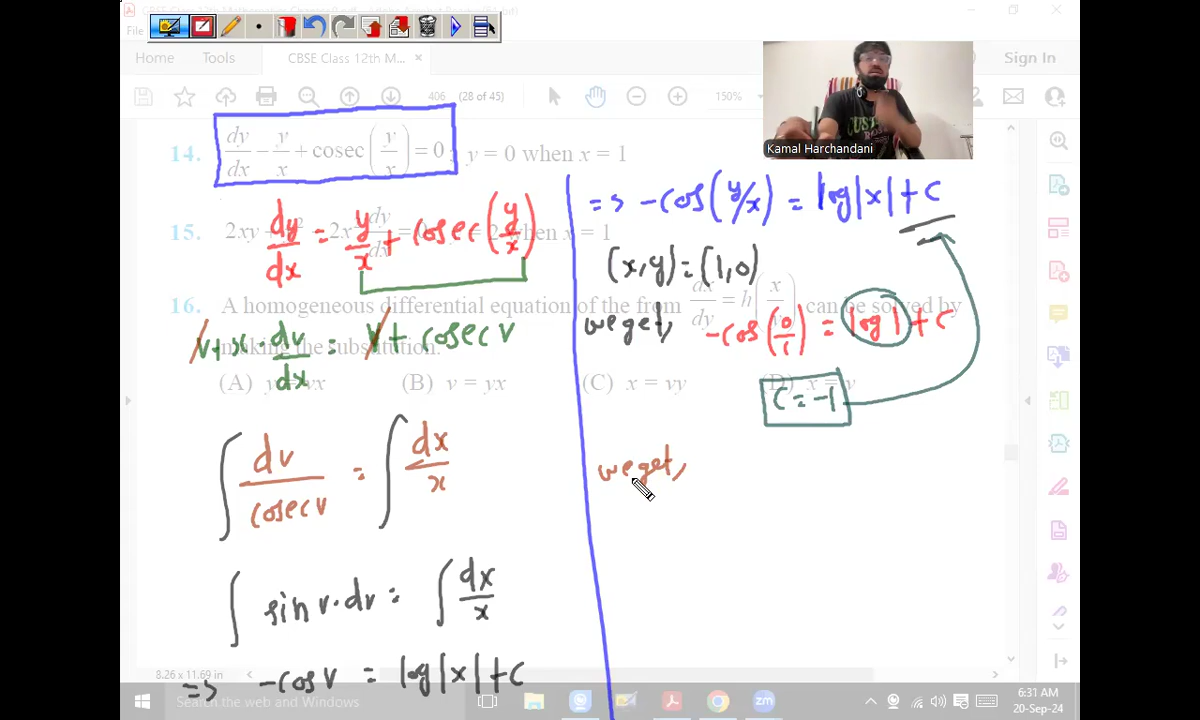 File
Home Tools CBSE Class 12th M... × Sign In
406 (28 of 45) 150%
Kamal Harchandani
14. dy/dx − y/x + cosec(y/x) = 0; y = 0 when x = 1
dy/dx = y/x + cosec(y/x)
15. 2xy when x = 1
16. A homogeneous differential equation of the from dx/dy = h(x/y) can be solved by
making the substitution.
(A) y = vx (B) v = yx (C) x = vy (D) x = v
v + x · dv/dx = v + cosec v
∫ dv/cosec v = ∫ dx/x
∫ sin v · dv = ∫ dx/x
=> -cos v = log|x| + C
=> -cos(y/x) = log|x| + C
(x,y) = (1,0)
we get, -cos(0/1) = log 1 + C
C = -1
we get,
8.26 x 11.69 in
Search the web and Windows
6:31 AM
20-Sep-24